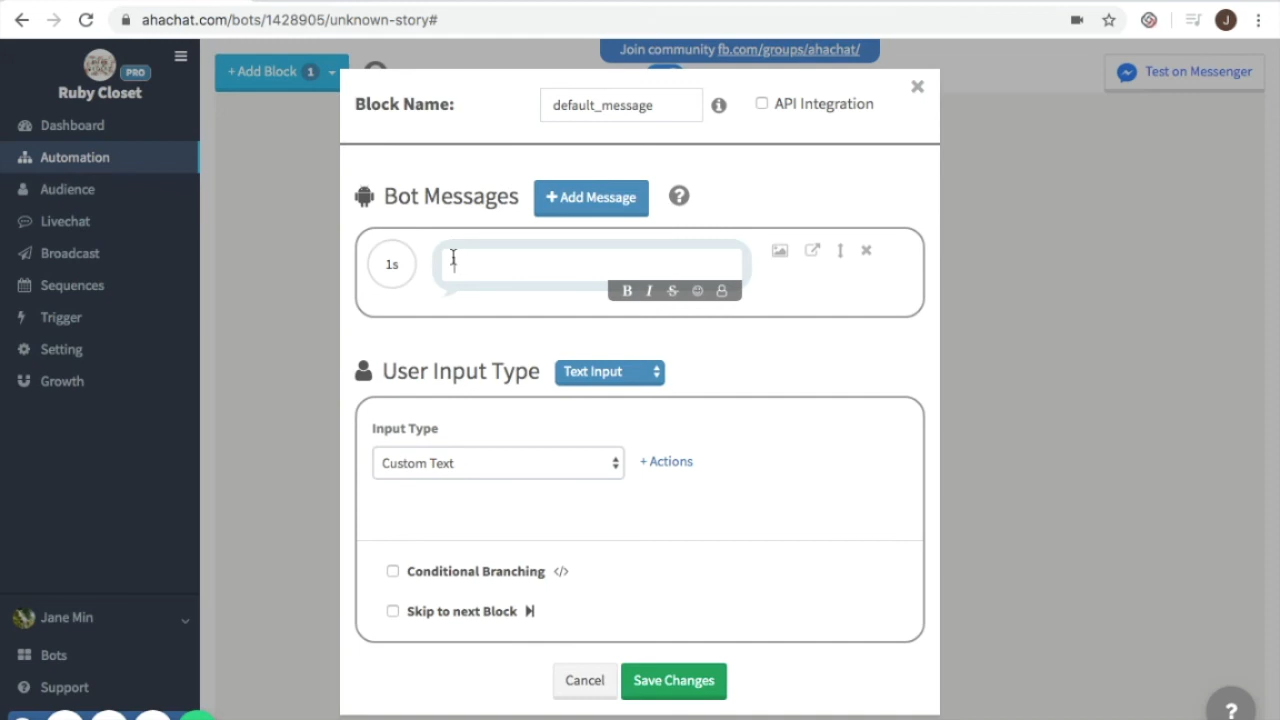 ahachat.com/bots/1428905/unknown-story#
J
Join community fb.com/groups/ahachat/
PRO
Ruby Closet
Dashboard
Automation
Audience
Livechat
Broadcast
Sequences
Trigger
Setting
Growth
Jane Min
Bots
Support
+ Add Block 1
Test on Messenger
Block Name:
default_message
API Integration
Bot Messages
+ Add Message
?
1s
B I S
User Input Type
Text Input
Input Type
Custom Text
+ Actions
Conditional Branching </>
Skip to next Block
Cancel
Save Changes
?